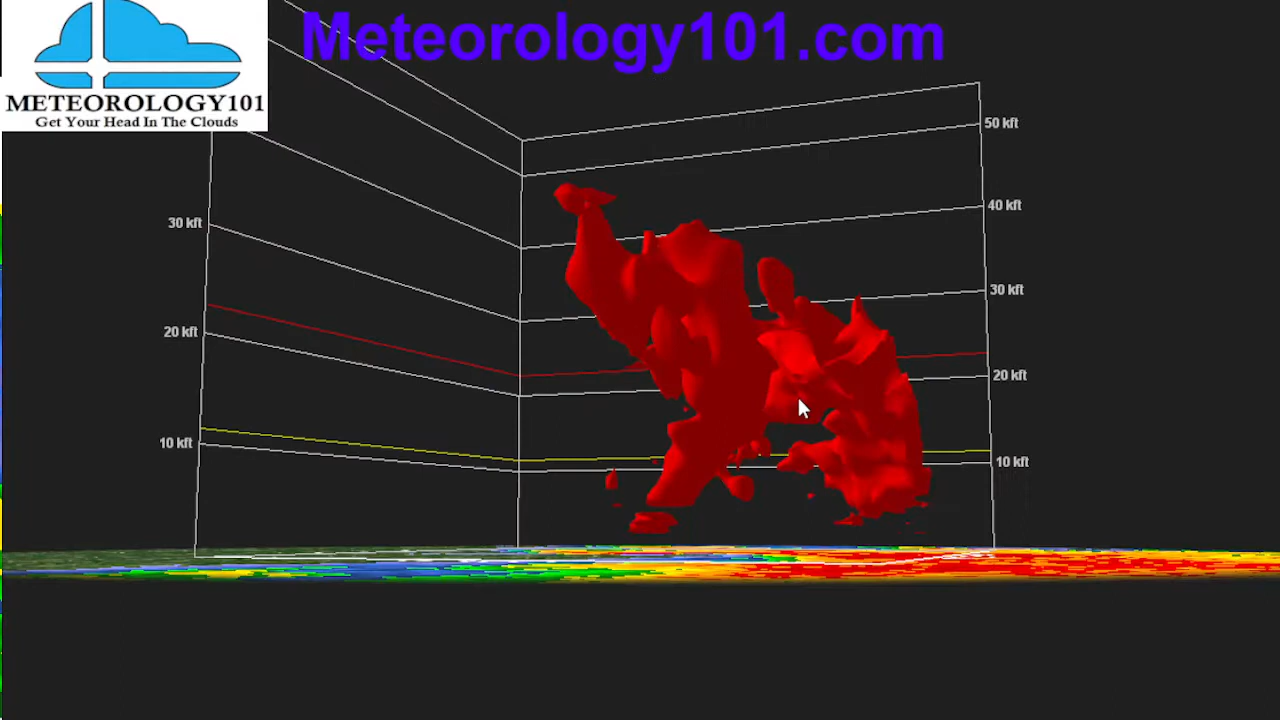 Meteorology101.com
METEOROLOGY101
Get Your Head In The Clouds
50 kft
40 kft
30 kft
30 kft
20 kft
20 kft
10 kft
10 kft